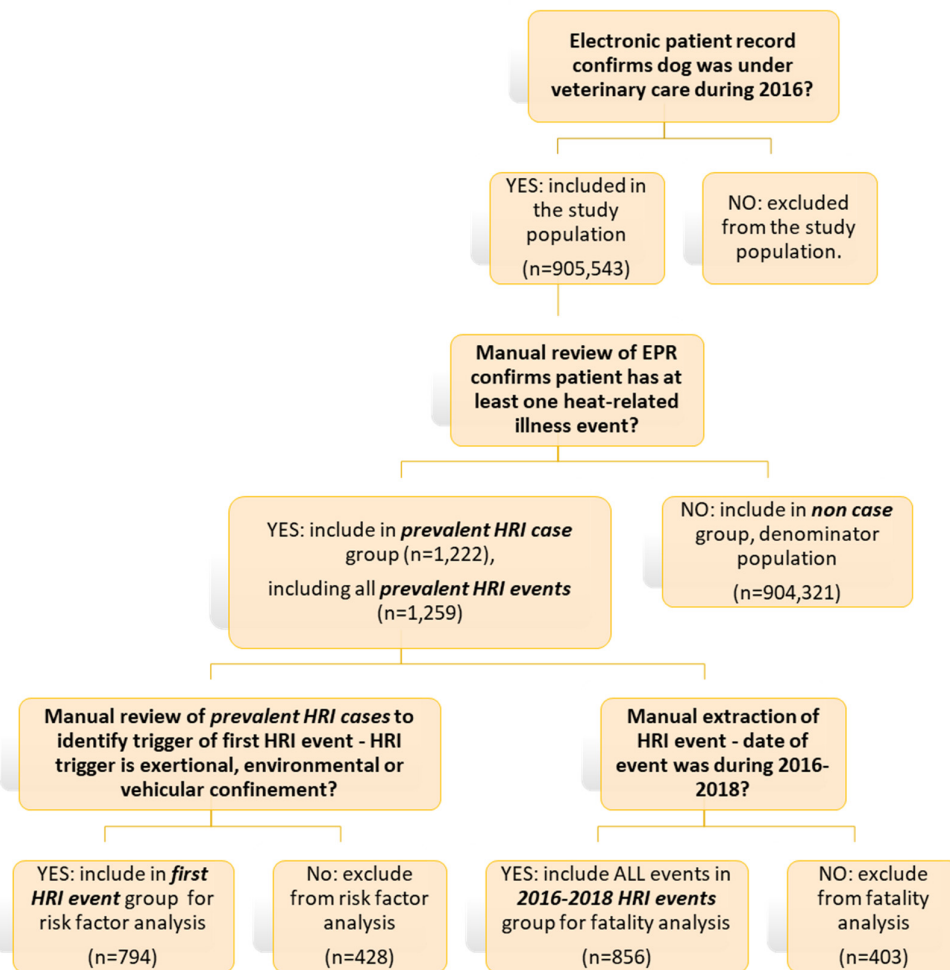 Electronic patient record
confirms dog was under
veterinary care during 2016?
YES: included in
the study
population
(n=905,543)
NO: excluded
from the study
population.
Manual review of EPR
confirms patient has at
least one heat-related
illness event?
YES: include in prevalent HRI case
group (n=1,222),
including all prevalent HRI events
(n=1,259)
NO: include in non case
group, denominator
population
(n=904,321)
Manual review of prevalent HRI cases to
identify trigger of first HRI event - HRI
trigger is exertional, environmental or
vehicular confinement?
Manual extraction of
HRI event - date of
event was during 2016-
2018?
YES: include in first
HRI event group for
risk factor analysis
(n=794)
No: exclude
from risk factor
analysis
(n=428)
YES: include ALL events in
2016-2018 HRI events
group for fatality analysis
(n=856)
NO: exclude
from fatality
analysis
(n=403)